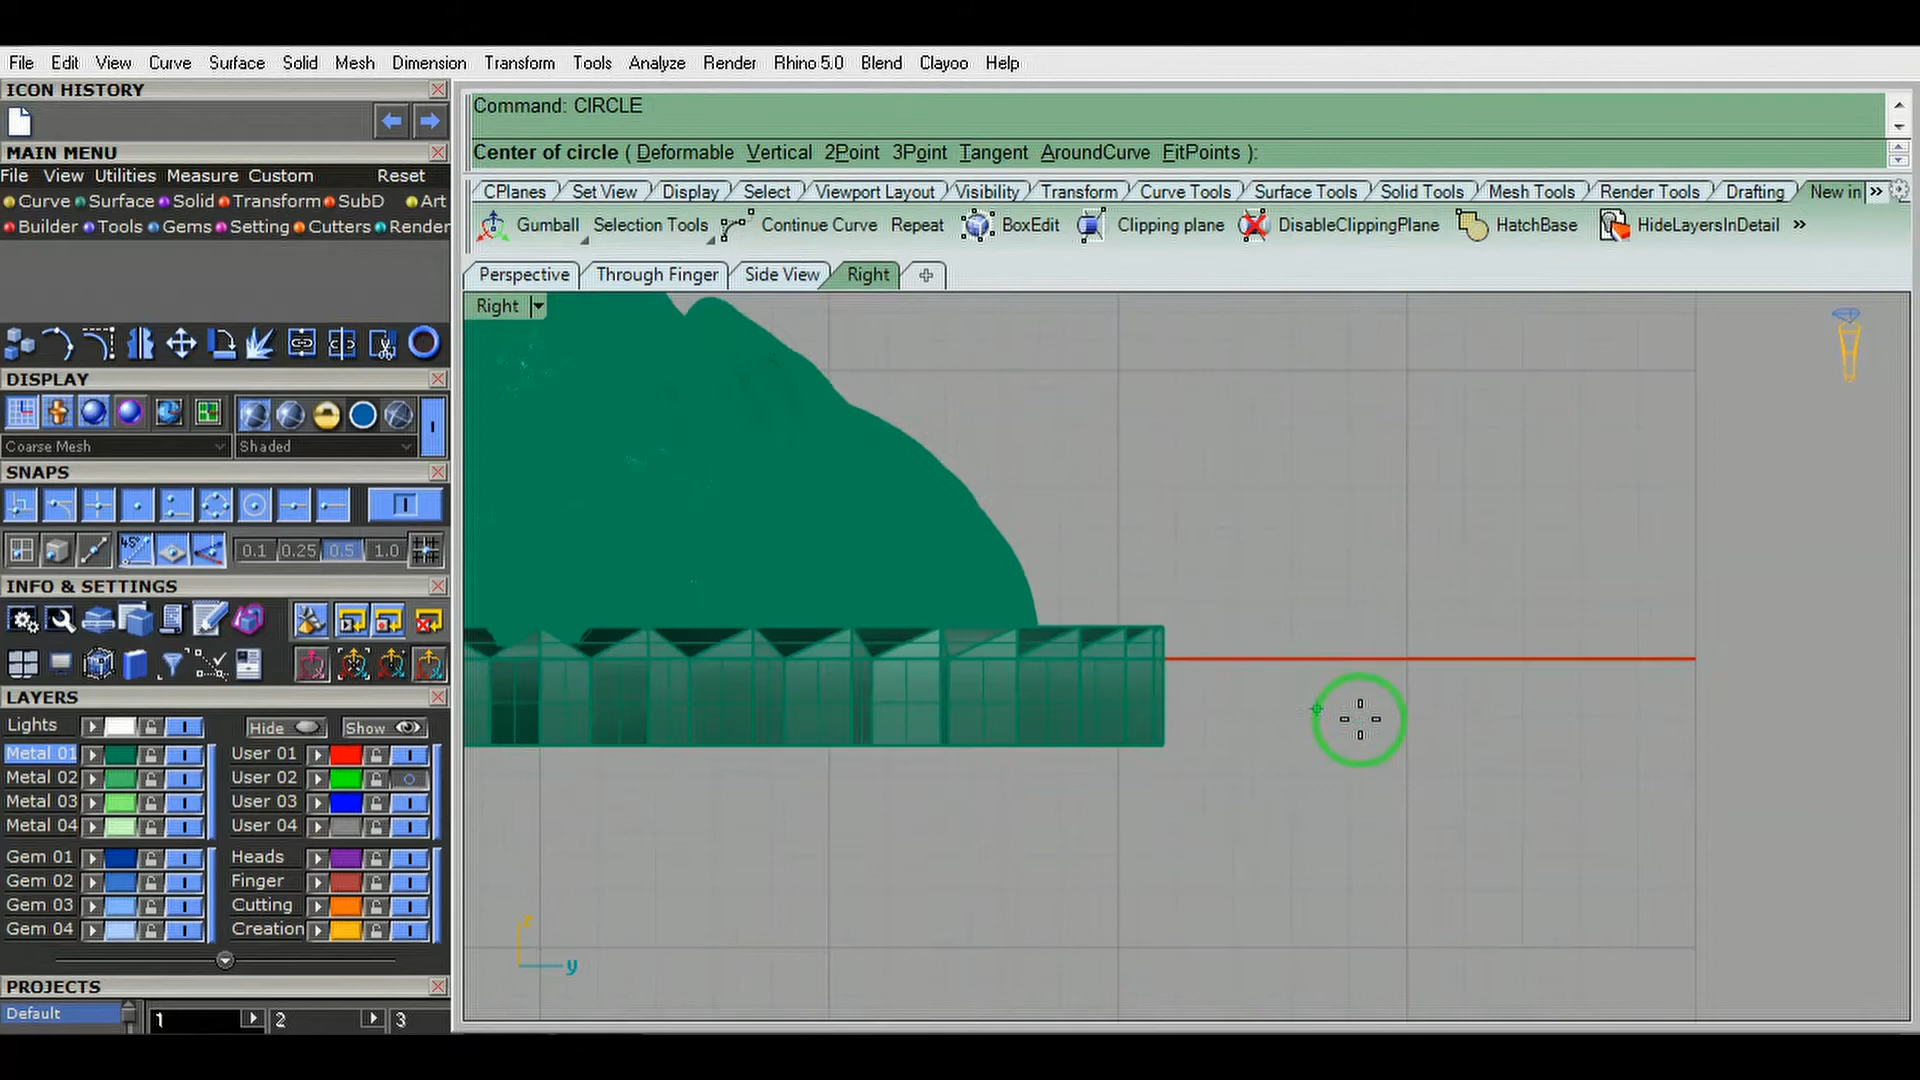 File Edit View Curve Surface Solid Mesh Dimension Transform Tools Analyze Render Rhino 5.0 Blend Clayoo Help
ICON HISTORY
Command: CIRCLE
Center of circle ( Deformable Vertical 2Point 3Point Tangent AroundCurve FitPoints ):
MAIN MENU
File View Utilities Measure Custom Reset
Curve Surface Solid Transform SubD Art
Builder Tools Gems Setting Cutters Render
CPlanes Set View Display Select Viewport Layout Visibility Transform Curve Tools Surface Tools Solid Tools Mesh Tools Render Tools Drafting New in »
Gumball Selection Tools Continue Curve Repeat BoxEdit Clipping plane DisableClippingPlane HatchBase HideLayersInDetail »
Perspective Through Finger Side View Right
Right
DISPLAY
Coarse Mesh Shaded
SNAPS
45° 0.1 0.25 0.5 1.0
INFO & SETTINGS
LAYERS
Lights Hide Show
Metal 01 User 01
Metal 02 User 02
Metal 03 User 03
Metal 04 User 04
Gem 01 Heads
Gem 02 Finger
Gem 03 Cutting
Gem 04 Creation
z
y
PROJECTS
Default 1 2 3